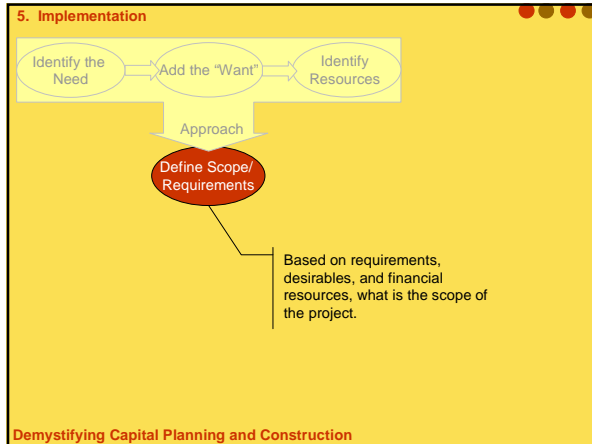 5. Implementation
Identify the
Need
Add the “Want”
Identify
Resources
Approach
Define Scope/
Requirements
Based on requirements,
desirables, and financial
resources, what is the scope of
the project.
Demystifying Capital Planning and Construction